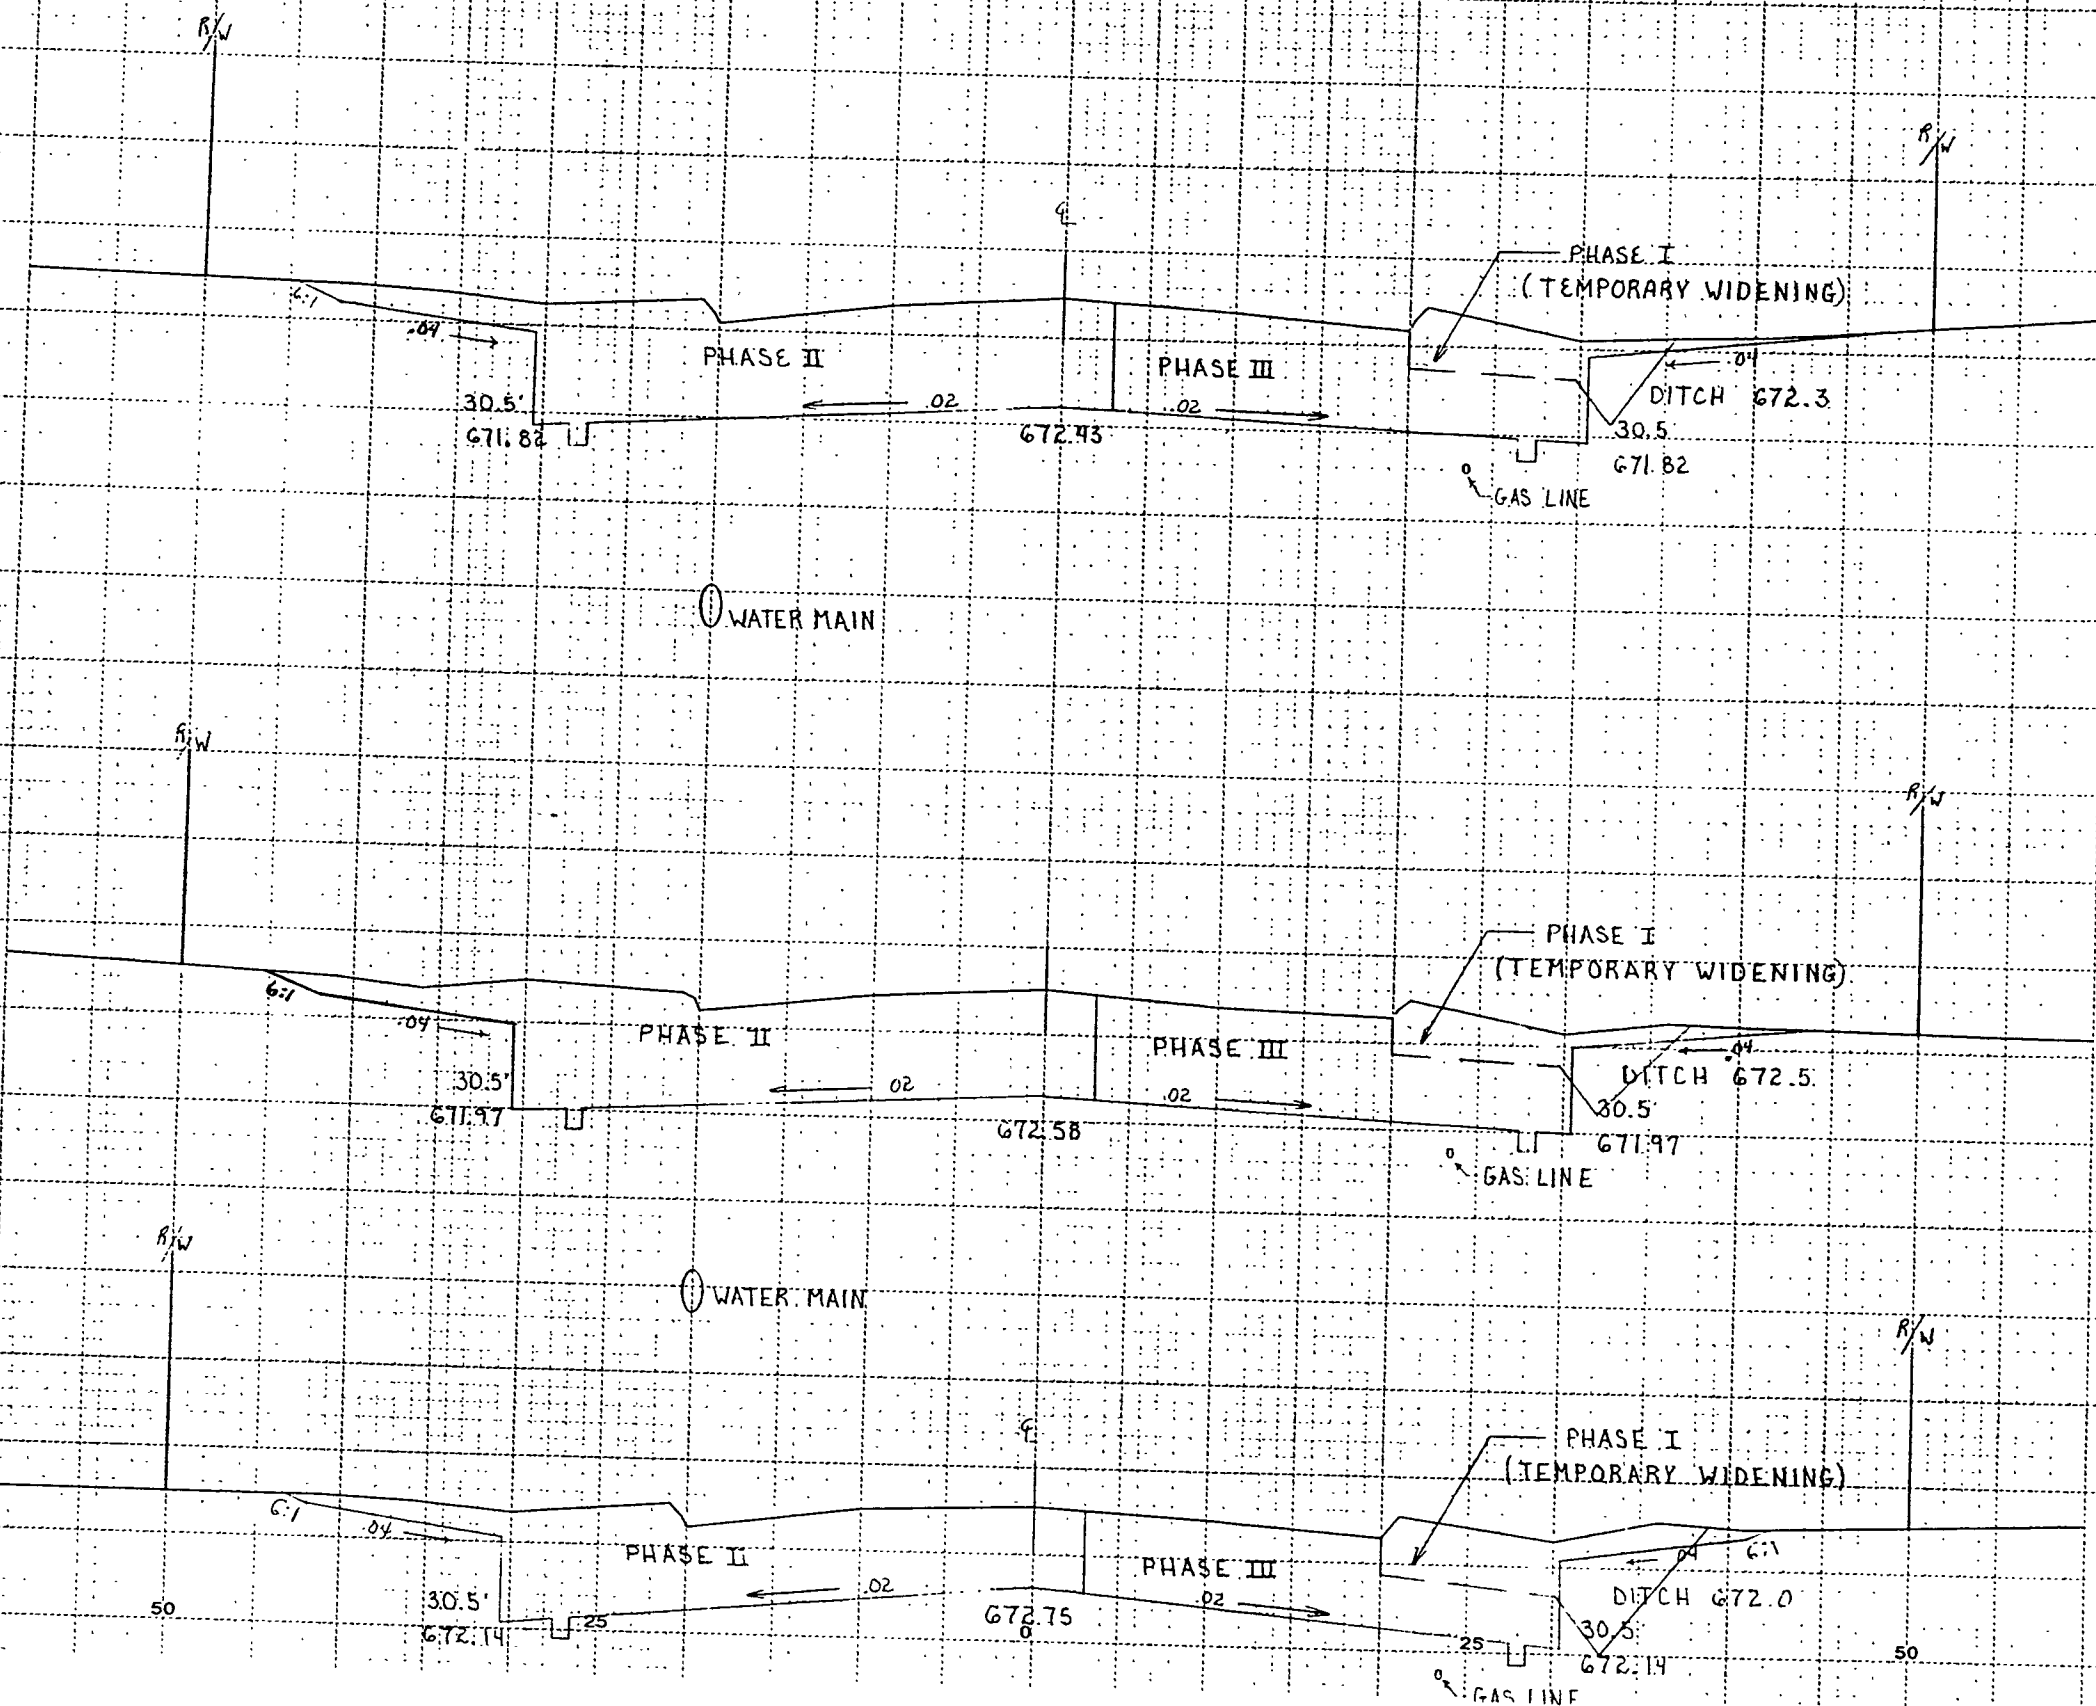 R/W
R/W
℄
PHASE I
(TEMPORARY WIDENING)
6:1
.04
PHASE II
PHASE III
.04
30.5'
.02
.02
DITCH 672.3
671.82
672.43
30.5
671.82
GAS LINE
WATER MAIN
R/W
R/W
PHASE I
(TEMPORARY WIDENING)
6:1
.04
PHASE II
PHASE III
.04
30.5'
.02
.02
DITCH 672.5
671.97
672.58
30.5
671.97
GAS LINE
R/W
WATER MAIN
R/W
℄
PHASE I
(TEMPORARY WIDENING)
6:1
.04
PHASE II
PHASE III
.04
6:1
30.5'
.02
.02
DITCH 672.0
50
672.14
25
672.75
0
25
30.5
672.14
50
GAS LINE